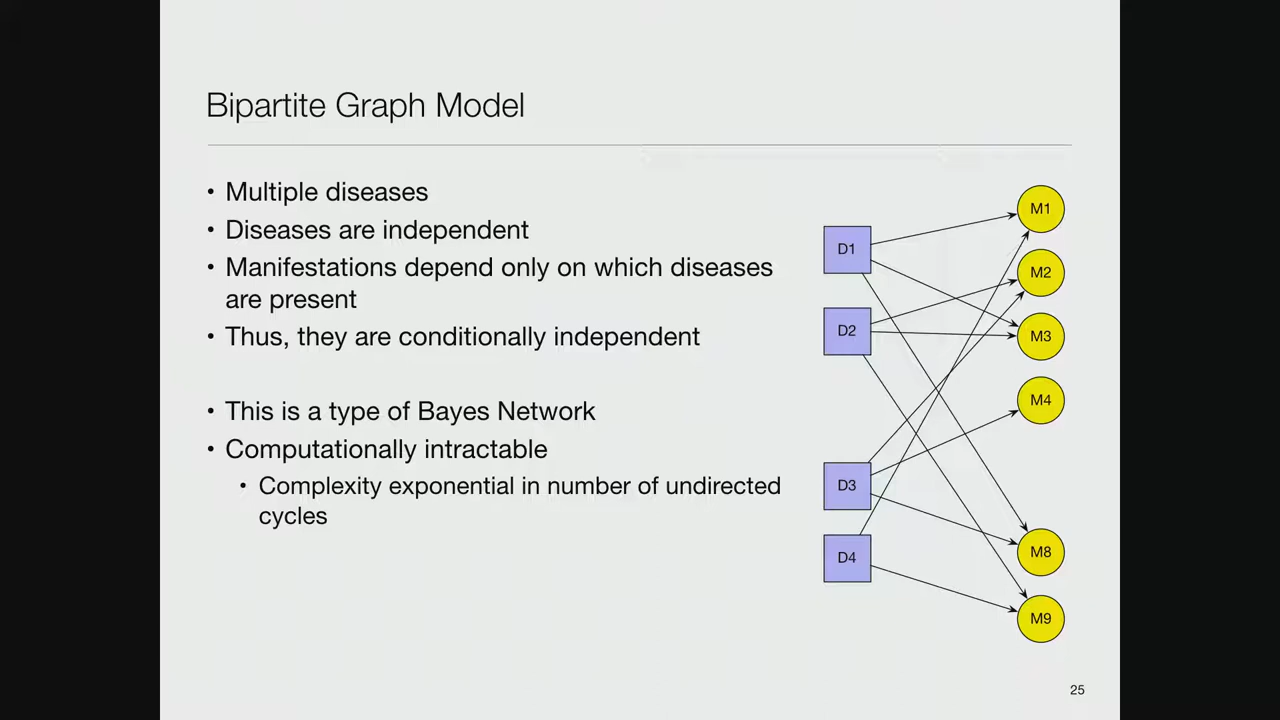 Bipartite Graph Model
• Multiple diseases
• Diseases are independent
• Manifestations depend only on which diseases
are present
• Thus, they are conditionally independent
• This is a type of Bayes Network
• Computationally intractable
• Complexity exponential in number of undirected
cycles
D1
D2
D3
D4
M1
M2
M3
M4
M8
M9
25